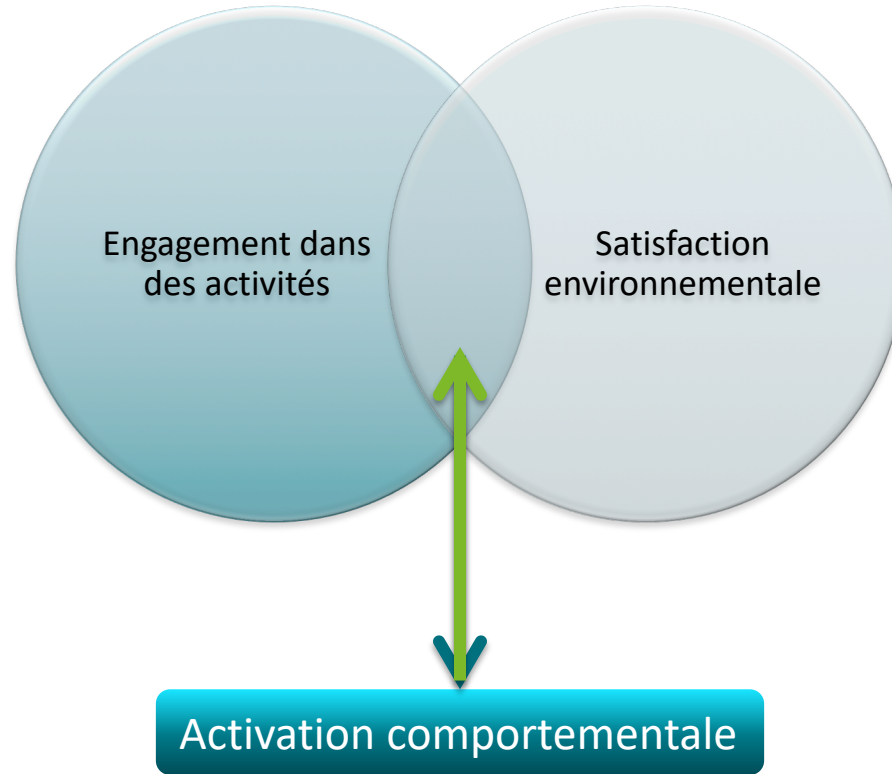 Engagement dans
des activités
Satisfaction
environnementale
Activation comportementale